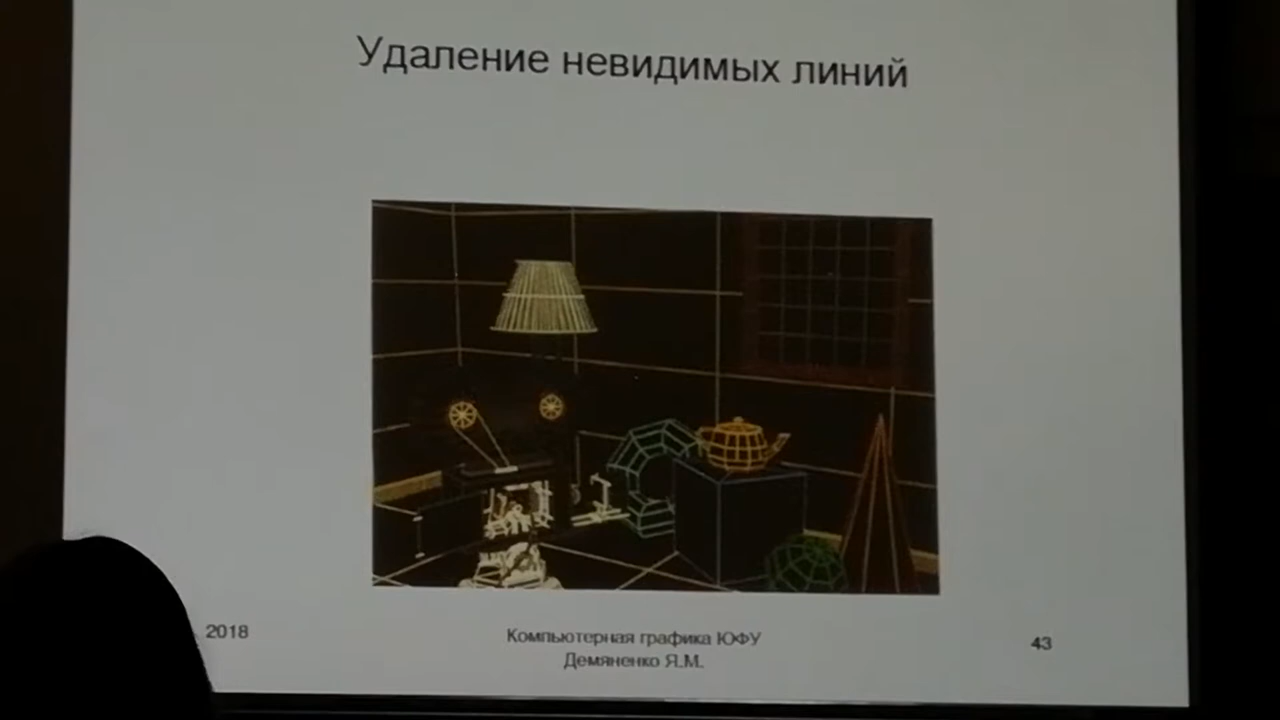 Удаление невидимых линий
2018
Компьютерная графика ЮФУ
Демяненко Я.М.
43